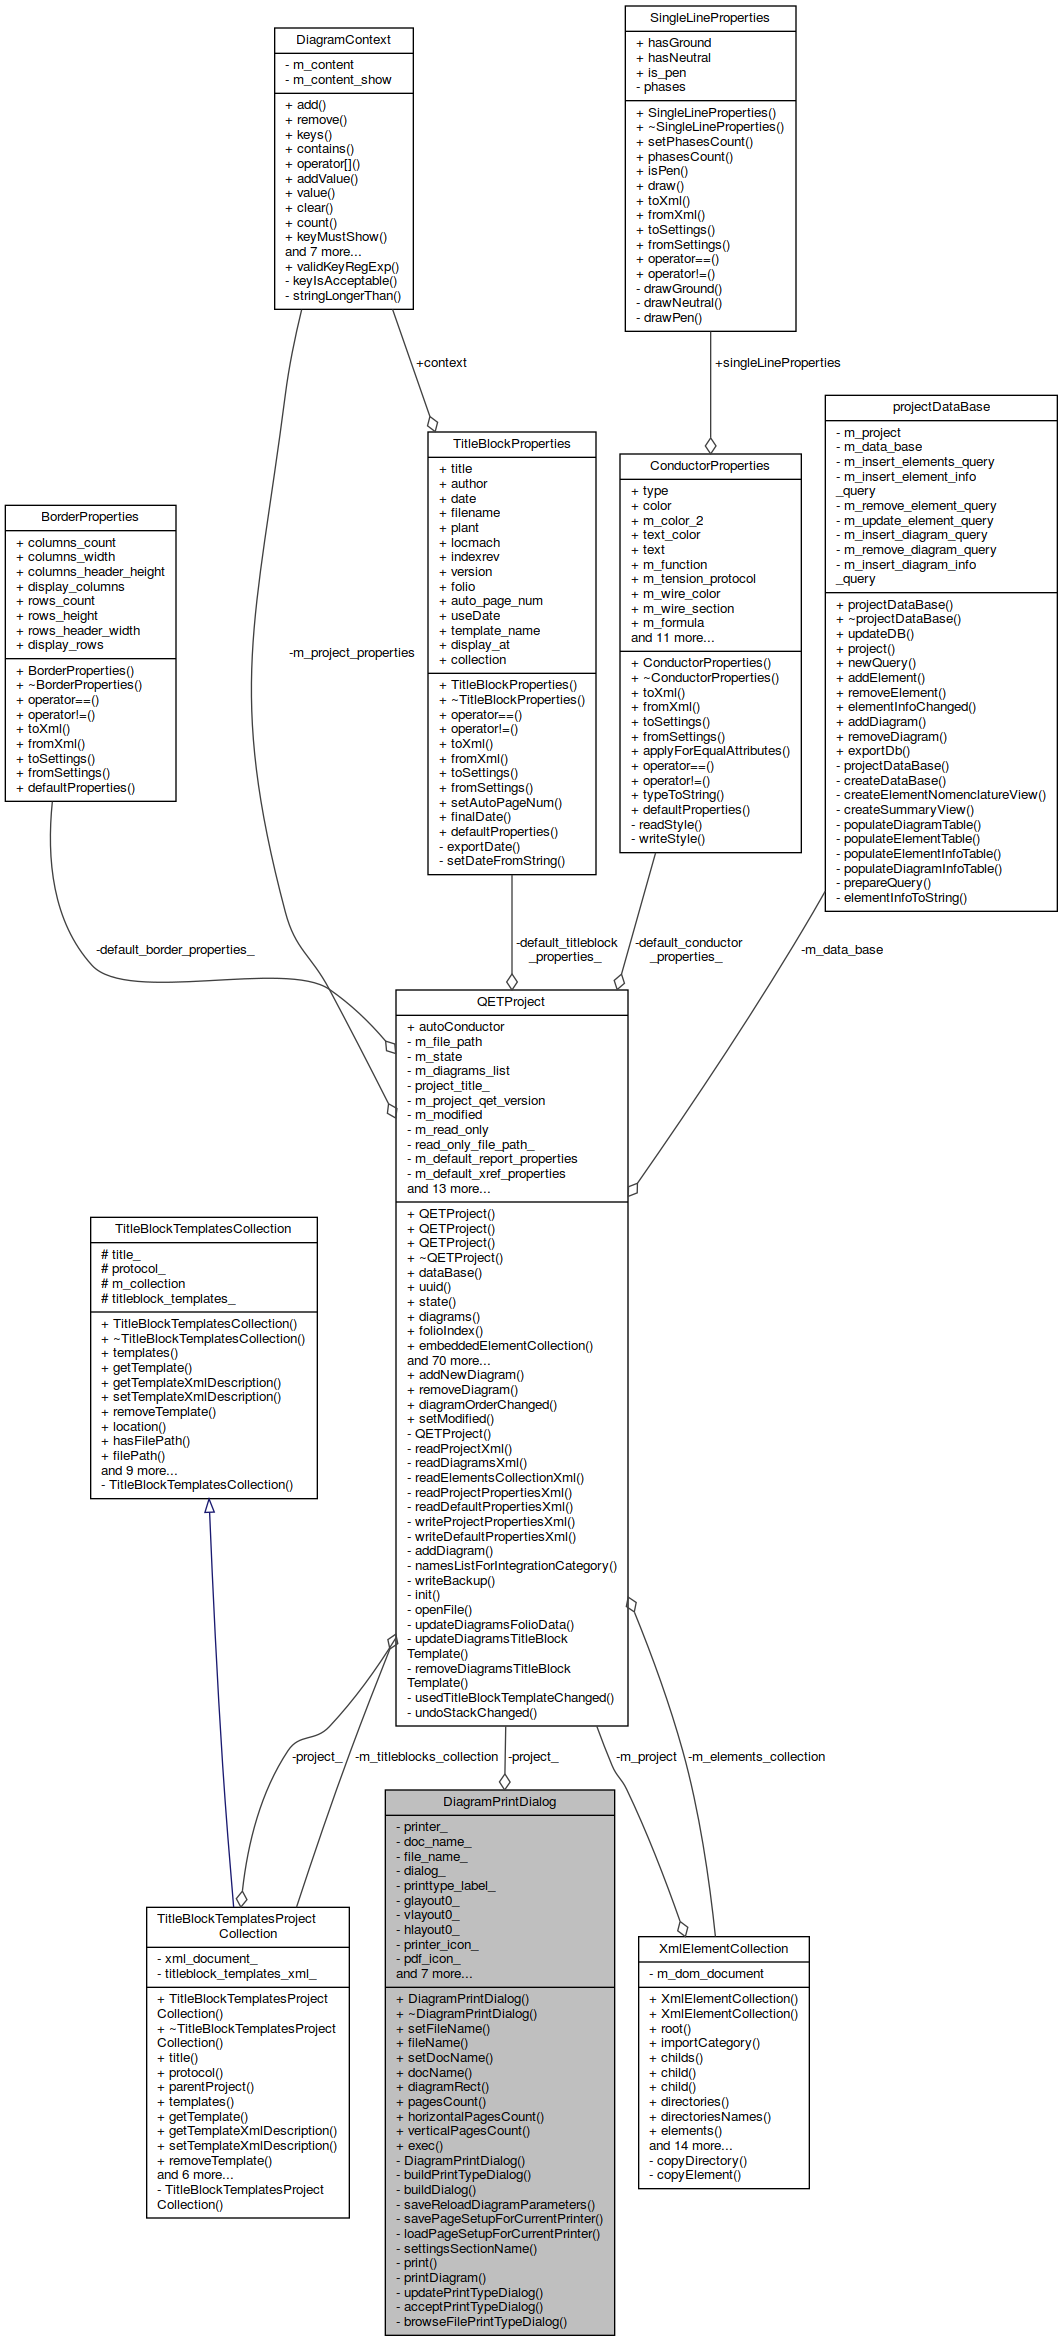 SingleLineProperties
+ hasGround
+ hasNeutral
+ is_pen
- phases
+ SingleLineProperties()
+ ~SingleLineProperties()
+ setPhasesCount()
+ phasesCount()
+ isPen()
+ draw()
+ toXml()
+ fromXml()
+ toSettings()
+ fromSettings()
+ operator==()
+ operator!=()
- drawGround()
- drawNeutral()
- drawPen()
DiagramContext
- m_content
- m_content_show
+ add()
+ remove()
+ keys()
+ contains()
+ operator[]()
+ addValue()
+ value()
+ clear()
+ count()
+ keyMustShow()
and 7 more...
+ validKeyRegExp()
- keyIsAcceptable()
- stringLongerThan()
+context
+singleLineProperties
projectDataBase
- m_project
- m_data_base
- m_insert_elements_query
- m_insert_element_info
_query
- m_remove_element_query
- m_update_element_query
- m_insert_diagram_query
- m_remove_diagram_query
- m_insert_diagram_info
_query
+ projectDataBase()
+ ~projectDataBase()
+ updateDB()
+ project()
+ newQuery()
+ addElement()
+ removeElement()
+ elementInfoChanged()
+ addDiagram()
+ removeDiagram()
+ exportDb()
- projectDataBase()
- createDataBase()
- createElementNomenclatureView()
- createSummaryView()
- populateDiagramTable()
- populateElementTable()
- populateElementInfoTable()
- populateDiagramInfoTable()
- prepareQuery()
- elementInfoToString()
TitleBlockProperties
+ title
+ author
+ date
+ filename
+ plant
+ locmach
+ indexrev
+ version
+ folio
+ auto_page_num
+ useDate
+ template_name
+ display_at
+ collection
+ TitleBlockProperties()
+ ~TitleBlockProperties()
+ operator==()
+ operator!=()
+ toXml()
+ fromXml()
+ toSettings()
+ fromSettings()
+ setAutoPageNum()
+ finalDate()
+ defaultProperties()
- exportDate()
- setDateFromString()
ConductorProperties
+ type
+ color
+ m_color_2
+ text_color
+ text
+ m_function
+ m_tension_protocol
+ m_wire_color
+ m_wire_section
+ m_formula
and 11 more...
+ ConductorProperties()
+ ~ConductorProperties()
+ toXml()
+ fromXml()
+ toSettings()
+ fromSettings()
+ applyForEqualAttributes()
+ operator==()
+ operator!=()
+ typeToString()
+ defaultProperties()
- readStyle()
- writeStyle()
BorderProperties
+ columns_count
+ columns_width
+ columns_header_height
+ display_columns
+ rows_count
+ rows_height
+ rows_header_width
+ display_rows
+ BorderProperties()
+ ~BorderProperties()
+ operator==()
+ operator!=()
+ toXml()
+ fromXml()
+ toSettings()
+ fromSettings()
+ defaultProperties()
-m_project_properties
-default_border_properties_
-default_titleblock
_properties_
-default_conductor
_properties_
-m_data_base
QETProject
+ autoConductor
- m_file_path
- m_state
- m_diagrams_list
- project_title_
- m_project_qet_version
- m_modified
- m_read_only
- read_only_file_path_
- m_default_report_properties
- m_default_xref_properties
and 13 more...
+ QETProject()
+ QETProject()
+ QETProject()
+ ~QETProject()
+ dataBase()
+ uuid()
+ state()
+ diagrams()
+ folioIndex()
+ embeddedElementCollection()
and 70 more...
+ addNewDiagram()
+ removeDiagram()
+ diagramOrderChanged()
+ setModified()
- QETProject()
- readProjectXml()
- readDiagramsXml()
- readElementsCollectionXml()
- readProjectPropertiesXml()
- readDefaultPropertiesXml()
- writeProjectPropertiesXml()
- writeDefaultPropertiesXml()
- addDiagram()
- namesListForIntegrationCategory()
- writeBackup()
- init()
- openFile()
- updateDiagramsFolioData()
- updateDiagramsTitleBlock
Template()
- removeDiagramsTitleBlock
Template()
- usedTitleBlockTemplateChanged()
- undoStackChanged()
TitleBlockTemplatesCollection
# title_
# protocol_
# m_collection
# titleblock_templates_
+ TitleBlockTemplatesCollection()
+ ~TitleBlockTemplatesCollection()
+ templates()
+ getTemplate()
+ getTemplateXmlDescription()
+ setTemplateXmlDescription()
+ removeTemplate()
+ location()
+ hasFilePath()
+ filePath()
and 9 more...
- TitleBlockTemplatesCollection()
-project_
-m_titleblocks_collection
-project_
-m_project
-m_elements_collection
TitleBlockTemplatesProject
Collection
- xml_document_
- titleblock_templates_xml_
+ TitleBlockTemplatesProject
Collection()
+ ~TitleBlockTemplatesProject
Collection()
+ title()
+ protocol()
+ parentProject()
+ templates()
+ getTemplate()
+ getTemplateXmlDescription()
+ setTemplateXmlDescription()
+ removeTemplate()
and 6 more...
- TitleBlockTemplatesProject
Collection()
DiagramPrintDialog
- printer_
- doc_name_
- file_name_
- dialog_
- printtype_label_
- glayout0_
- vlayout0_
- hlayout0_
- printer_icon_
- pdf_icon_
and 7 more...
+ DiagramPrintDialog()
+ ~DiagramPrintDialog()
+ setFileName()
+ fileName()
+ setDocName()
+ docName()
+ diagramRect()
+ pagesCount()
+ horizontalPagesCount()
+ verticalPagesCount()
+ exec()
- DiagramPrintDialog()
- buildPrintTypeDialog()
- buildDialog()
- saveReloadDiagramParameters()
- savePageSetupForCurrentPrinter()
- loadPageSetupForCurrentPrinter()
- settingsSectionName()
- print()
- printDiagram()
- updatePrintTypeDialog()
- acceptPrintTypeDialog()
- browseFilePrintTypeDialog()
XmlElementCollection
- m_dom_document
+ XmlElementCollection()
+ XmlElementCollection()
+ root()
+ importCategory()
+ childs()
+ child()
+ child()
+ directories()
+ directoriesNames()
+ elements()
and 14 more...
- copyDirectory()
- copyElement()